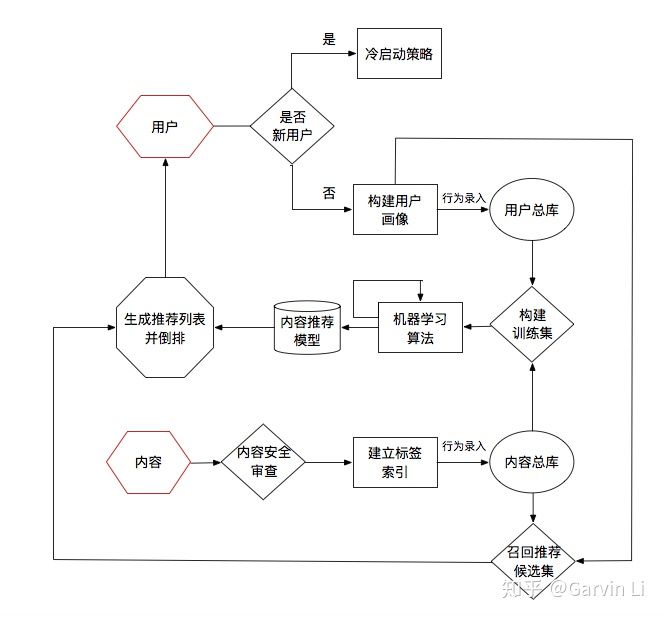 是
冷启动策略
用户
是否
新用户
否
构建用户
画像
行为录入
用户总库
生成推荐列表
并倒排
内容推荐
模型
机器学习
算法
构建
训练集
内容
内容安全
审查
建立标签
索引
行为录入
内容总库
召回推荐
候选集
知乎 @Garvin Li